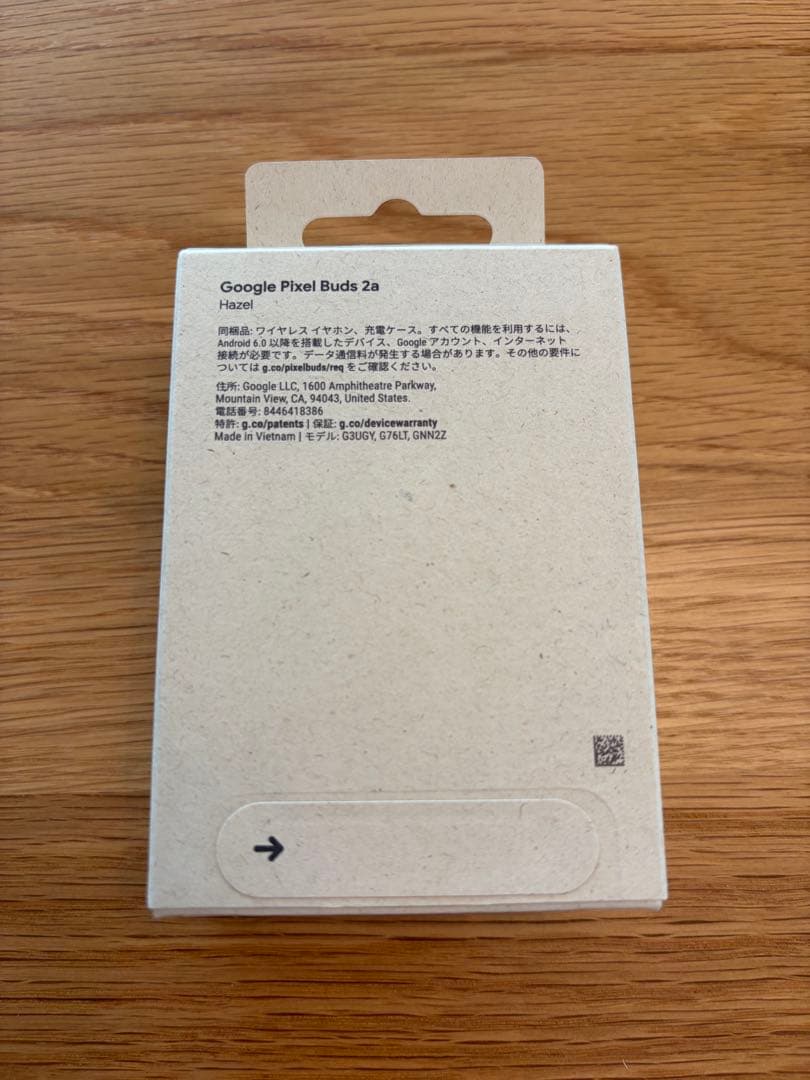 Google Pixel Buds 2a
Hazel
同梱品: ワイヤレス イヤホン、充電ケース。すべての機能を利用するには、
Android 6.0 以降を搭載したデバイス、Google アカウント、インターネット
接続が必要です。データ通信料が発生する場合があります。その他の要件に
ついては g.co/pixelbuds/req をご確認ください。
住所: Google LLC, 1600 Amphitheatre Parkway,
Mountain View, CA, 94043, United States.
電話番号: 8446418386
特許: g.co/patents | 保証: g.co/devicewarranty
Made in Vietnam | モデル: G3UGY, G76LT, GNN2Z